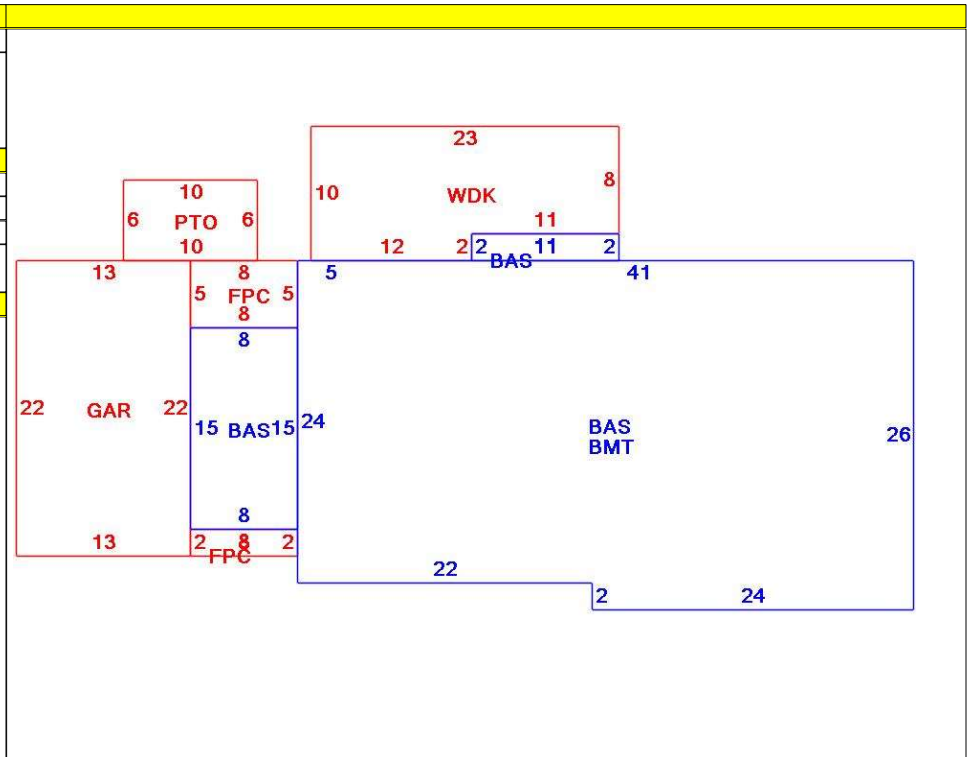 23
10 WDK 8
10
6 PTO 6
10
11
12 2 2 11 2
BAS
13 8 5 41
5 FPC 5
8
8
22 GAR 22
15 BAS 15 24
BAS
BMT
26
8
13 2 8 2
FPC
22
2 24